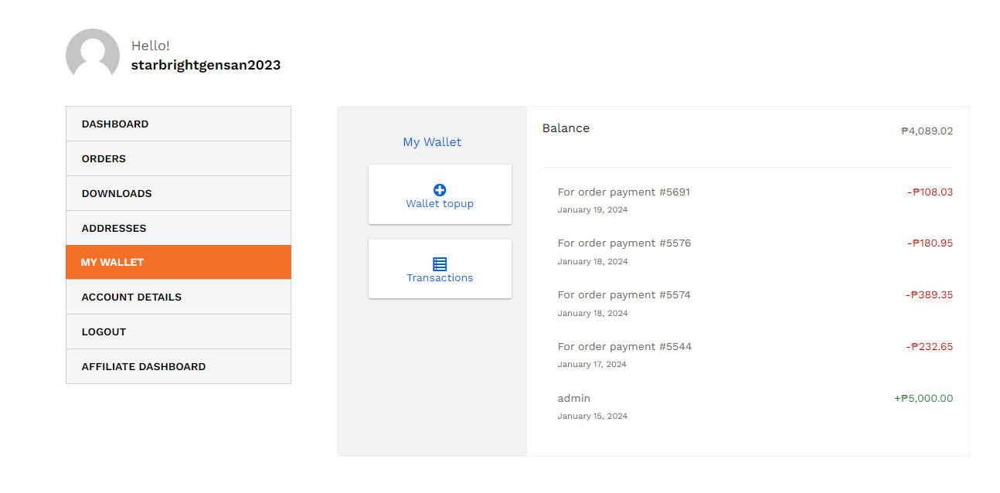 Hello!
starbrightgensan2023
DASHBOARD
ORDERS
DOWNLOADS
ADDRESSES
MY WALLET
ACCOUNT DETAILS
LOGOUT
AFFILIATE DASHBOARD
My Wallet
Wallet topup
Transactions
Balance ₱4,089.02
For order payment #5691 -₱108.03
January 19, 2024
For order payment #5576 -₱180.95
January 18, 2024
For order payment #5574 -₱389.35
January 18, 2024
For order payment #5544 -₱232.65
January 17, 2024
admin +₱5,000.00
January 15, 2024